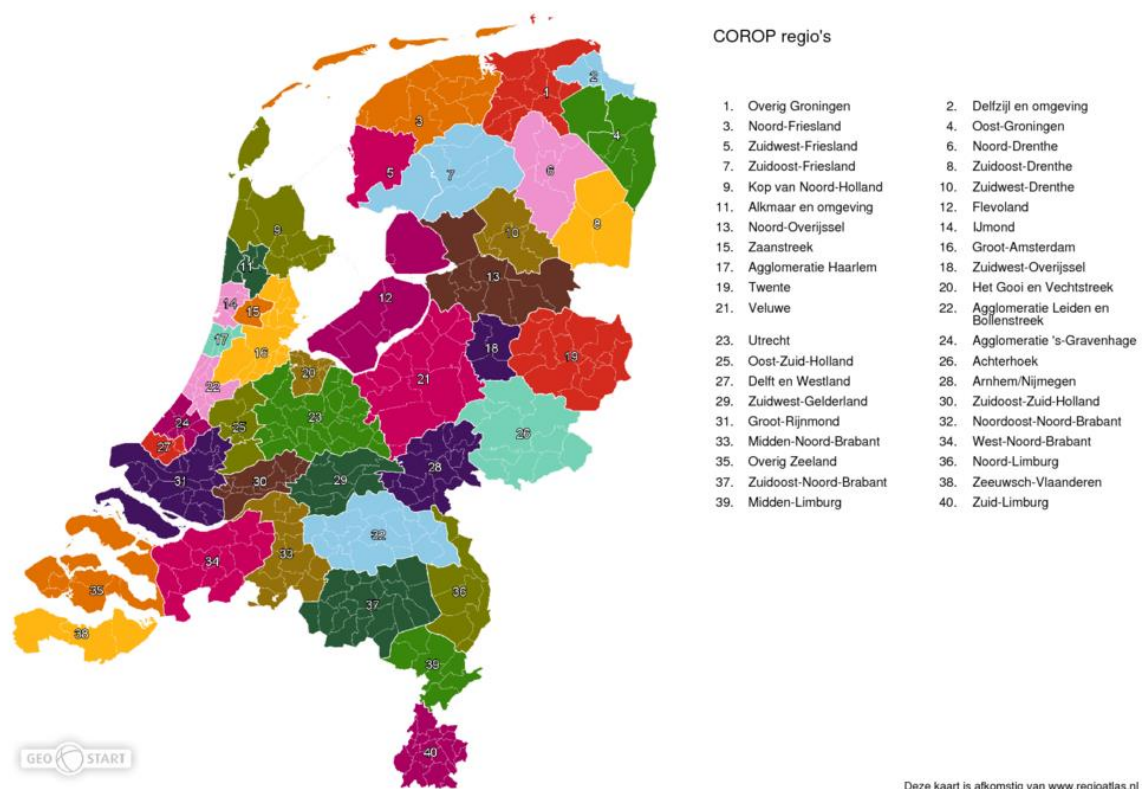 COROP regio's
1. Overig Groningen
2. Delfzijl en omgeving
3. Noord-Friesland
4. Oost-Groningen
5. Zuidwest-Friesland
6. Noord-Drenthe
7. Zuidoost-Friesland
8. Zuidoost-Drenthe
9. Kop van Noord-Holland
10. Zuidwest-Drenthe
11. Alkmaar en omgeving
12. Flevoland
13. Noord-Overijssel
14. IJmond
15. Zaanstreek
16. Groot-Amsterdam
17. Agglomeratie Haarlem
18. Zuidwest-Overijssel
19. Twente
20. Het Gooi en Vechtstreek
21. Veluwe
22. Agglomeratie Leiden en
Bollenstreek
23. Utrecht
24. Agglomeratie 's-Gravenhage
25. Oost-Zuid-Holland
26. Achterhoek
27. Delft en Westland
28. Arnhem/Nijmegen
29. Zuidwest-Gelderland
30. Zuidoost-Zuid-Holland
31. Groot-Rijnmond
32. Noordoost-Noord-Brabant
33. Midden-Noord-Brabant
34. West-Noord-Brabant
35. Overig Zeeland
36. Noord-Limburg
37. Zuidoost-Noord-Brabant
38. Zeeuwsch-Vlaanderen
39. Midden-Limburg
40. Zuid-Limburg
1
2
3
4
5
6
7
8
9
10
11
12
13
14
15
16
17
18
19
20
21
22
23
24
25
26
27
28
29
30
31
32
33
34
35
36
37
38
39
40
GEO START
Deze kaart is afkomstig van www.regioatlas.nl